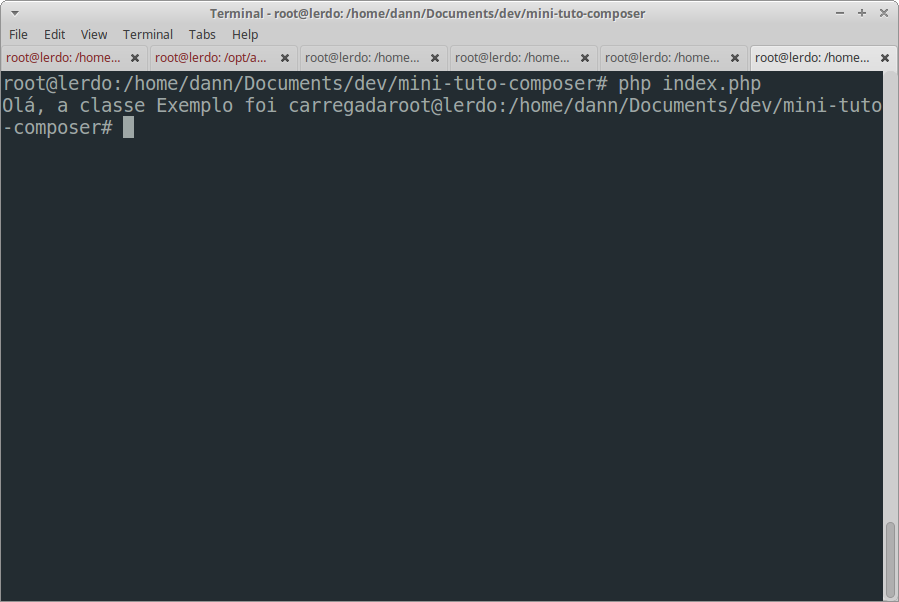 Terminal - root@lerdo: /home/dann/Documents/dev/mini-tuto-composer
File Edit View Terminal Tabs Help
root@lerdo: /home... root@lerdo: /opt/a... root@lerdo: /home... root@lerdo: /home... root@lerdo: /home... root@lerdo: /home...
root@lerdo:/home/dann/Documents/dev/mini-tuto-composer# php index.php
Olá, a classe Exemplo foi carregadaroot@lerdo:/home/dann/Documents/dev/mini-tuto
-composer#